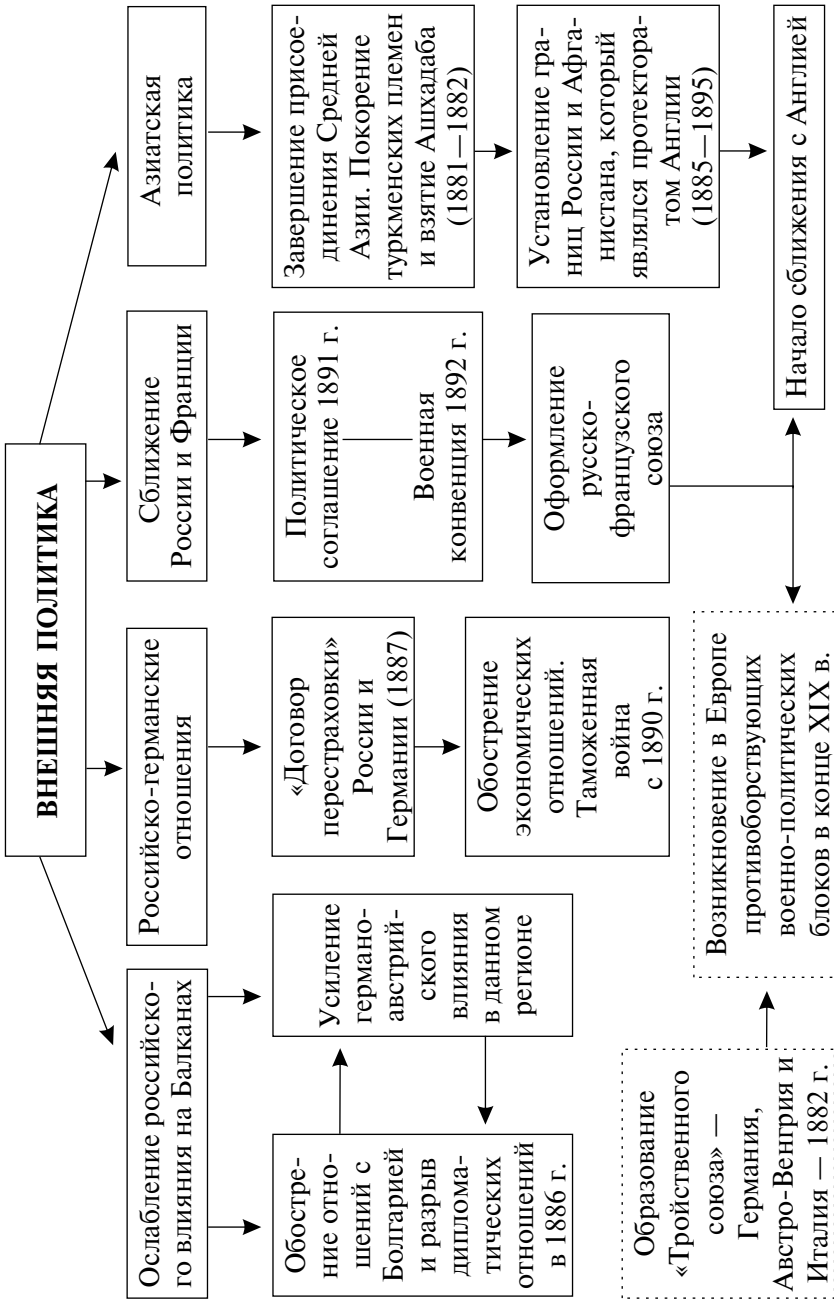 ВНЕШНЯЯ ПОЛИТИКА
Ослабление российско-
го влияния на Балканах
Российско-германские
отношения
Сближение
России и Франции
Азиатская
политика
Обостре-
ние отно-
шений с
Болгарией
и разрыв
диплома-
тических
отношений
в 1886 г.
Усиление
германо-
австрий-
ского
влияния
в данном
регионе
«Договор
перестраховки»
России и
Германии (1887)
Политическое
соглашение 1891 г.
Военная
конвенция 1892 г.
Завершение присое-
динения Средней
Азии. Покорение
туркменских племен
и взятие Ашхадаба
(1881—1882)
Обострение
экономических
отношений.
Таможенная
война
с 1890 г.
Оформление
русско-
французского
союза
Установление гра-
ниц России и Афга-
нистана, который
являлся протектора-
том Англии
(1885—1895)
Образование
«Тройственного
союза» —
Германия,
Австро-Венгрия и
Италия — 1882 г.
Возникновение в Европе
противоборствующих
военно-политических
блоков в конце XIX в.
Начало сближения с Англией